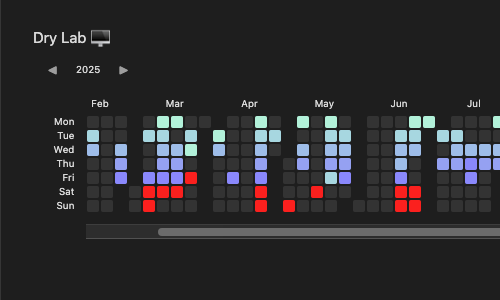 Dry Lab 🖥️
◀ 2025 ▶
Feb Mar Apr May Jun Jul
Mon
Tue
Wed
Thu
Fri
Sat
Sun